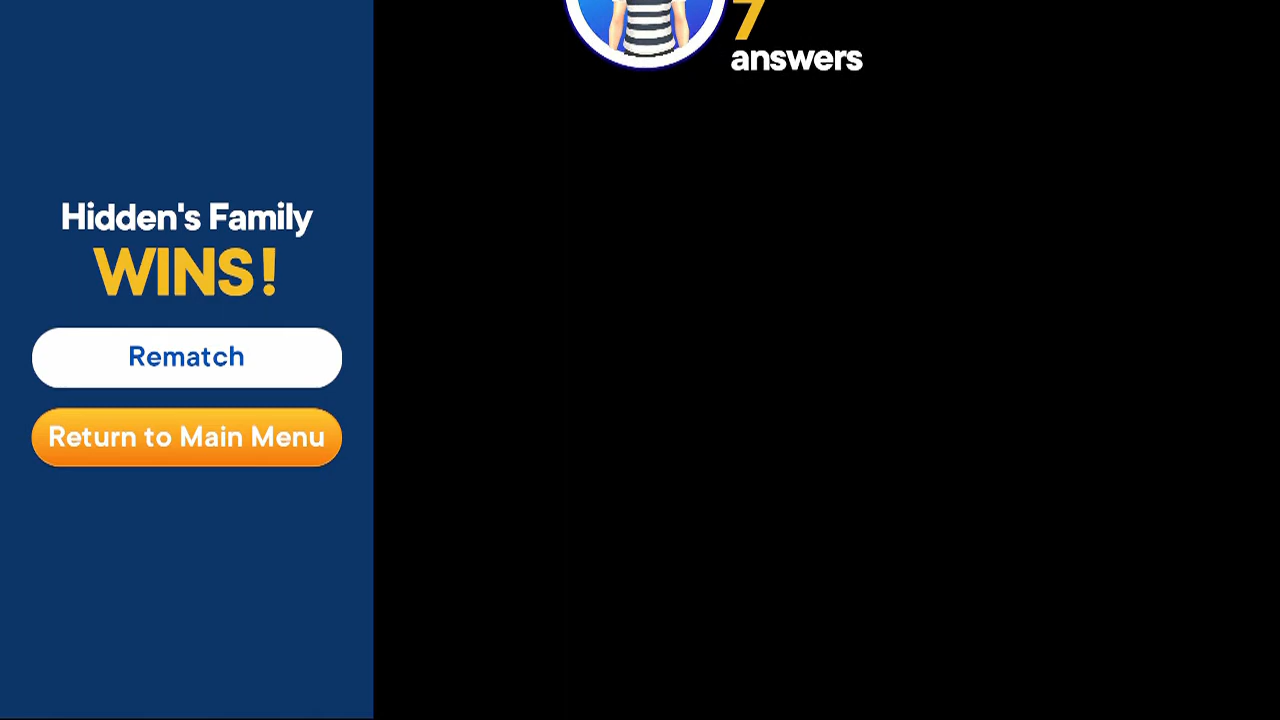 7
answers
Hidden's Family
WINS!
Rematch
Return to Main Menu